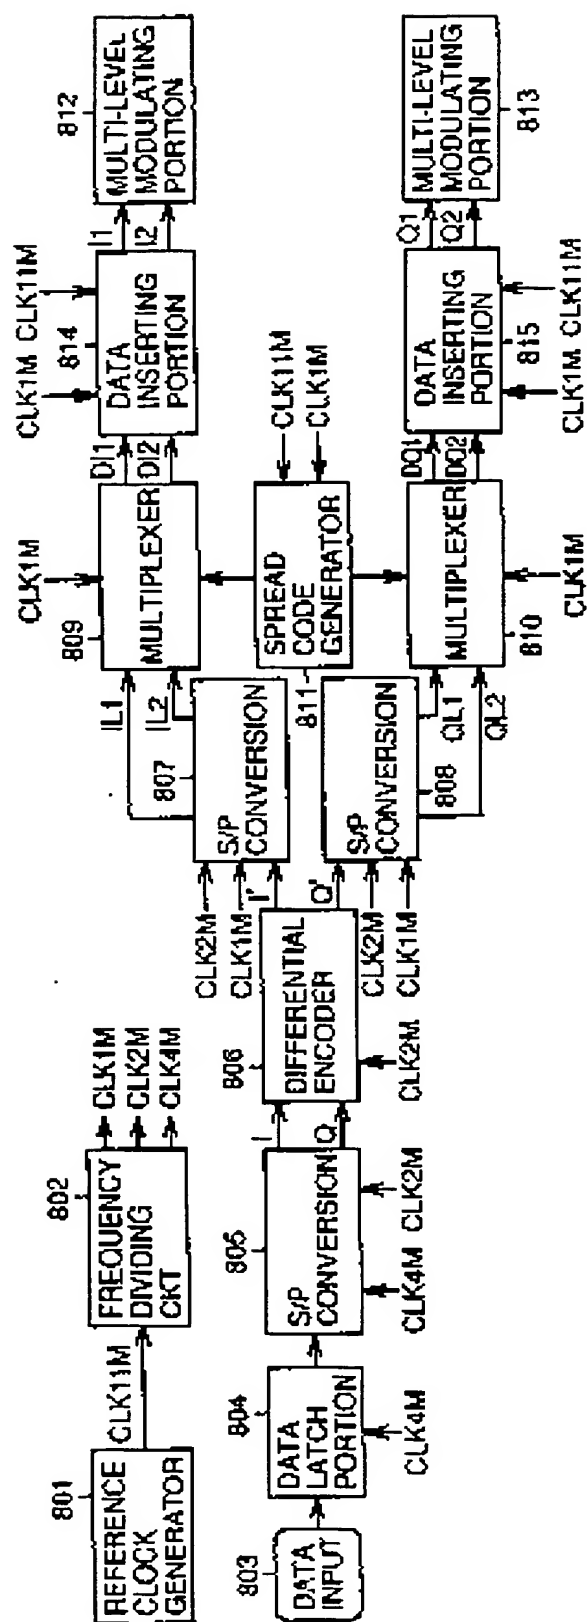 801
REFERENCE
CLOCK
GENERATOR
CLK11M
802
FREQUENCY
DIVIDING
CKT
CLK1M
CLK2M
CLK4M
803
DATA
INPUT
804
DATA
LATCH
PORTION
CLK4M
805
S/P
CONVERSION
CLK4M
CLK2M
I
Q
806
DIFFERENTIAL
ENCODER
CLK2M
I'
Q'
CLK2M
CLK1M
807
S/P
CONVERSION
IL1
IL2
CLK2M
CLK1M
808
S/P
CONVERSION
QL1
QL2
809
MULTIPLEXER
CLK1M
DI1
DI2
811
SPREAD
CODE
GENERATOR
CLK11M
CLK1M
810
MULTIPLEXER
CLK1M
DQ1
DQ2
814
DATA
INSERTING
PORTION
CLK1M
CLK11M
I1
I2
815
DATA
INSERTING
PORTION
CLK1M
CLK11M
Q1
Q2
812
MULTI-LEVEL
MODULATING
PORTION
813
MULTI-LEVEL
MODULATING
PORTION